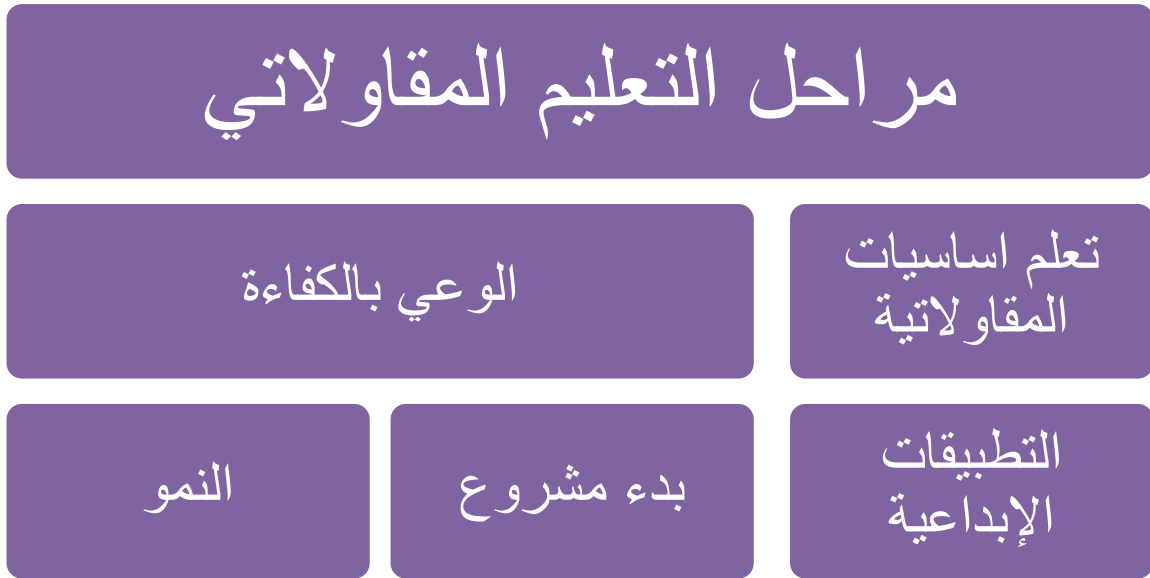 مراحل التعليم المقاولاتي
تعلم اساسيات
المقاولاتية
الوعي بالكفاءة
التطبيقات
الإبداعية
بدء مشروع
النمو